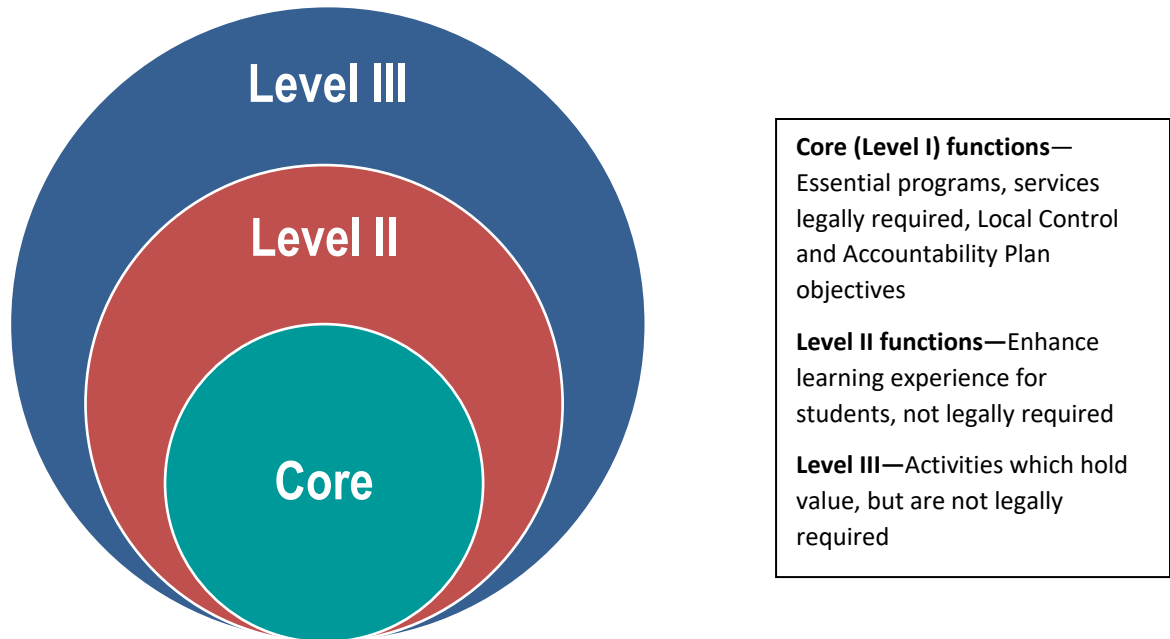 Level III
Level II
Core
Core (Level I) functions—
Essential programs, services
legally required, Local Control
and Accountability Plan
objectives
Level II functions—Enhance
learning experience for
students, not legally required
Level III—Activities which hold
value, but are not legally
required